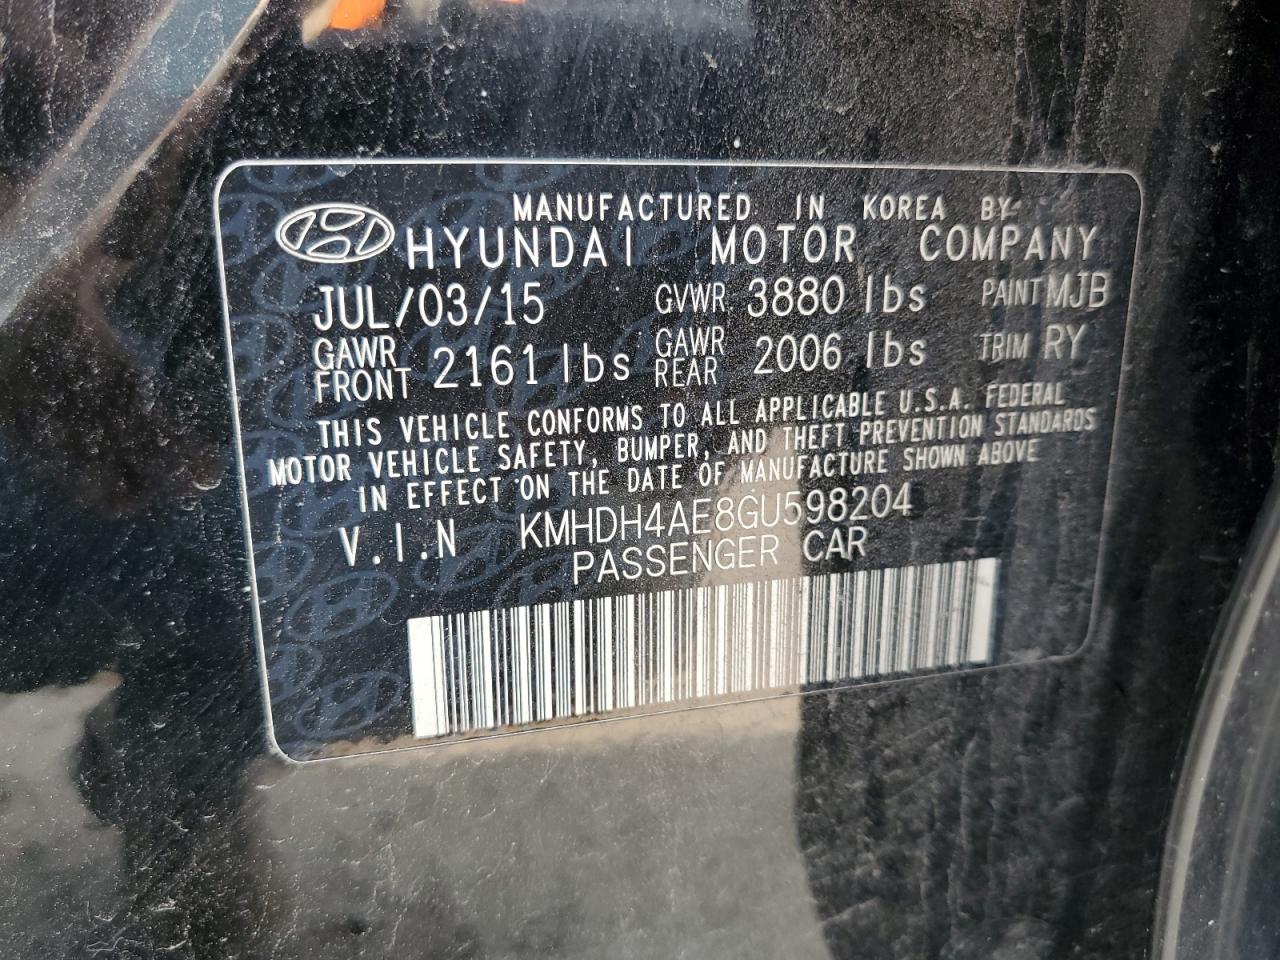 MANUFACTURED IN KOREA BY
HYUNDAI MOTOR COMPANY
JUL/03/15 GVWR 3880 lbs PAINT MJB
GAWR FRONT 2161 lbs GAWR REAR 2006 lbs TRIM RY
THIS VEHICLE CONFORMS TO ALL APPLICABLE U.S.A. FEDERAL
MOTOR VEHICLE SAFETY, BUMPER, AND THEFT PREVENTION STANDARDS
IN EFFECT ON THE DATE OF MANUFACTURE SHOWN ABOVE
V.I.N KMHDH4AE8GU598204
PASSENGER CAR